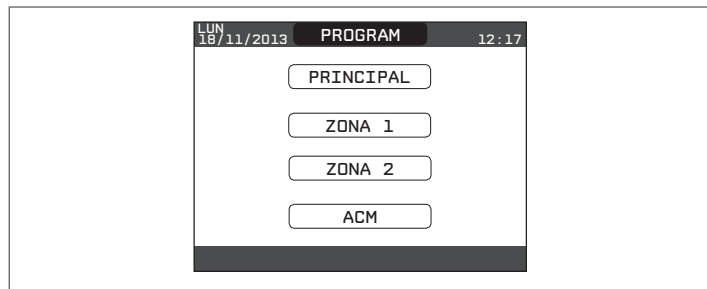 LUN
18/11/2013 PROGRAM 12:17
PRINCIPAL
ZONA 1
ZONA 2
ACM